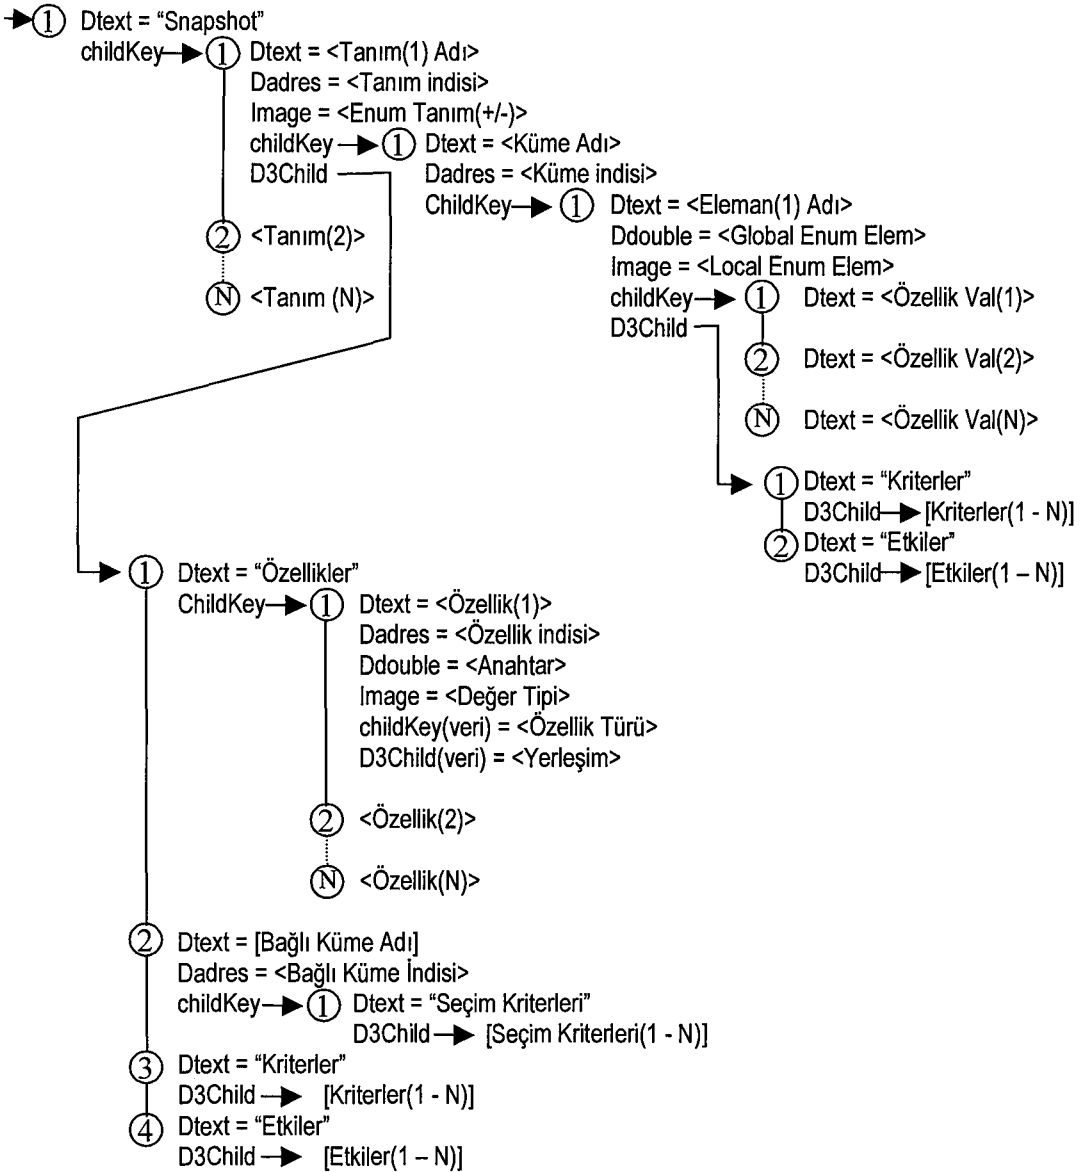 1 Dtext = “Snapshot”
childKey 1 Dtext = <Tanım(1) Adı>
Dadres = <Tanım indisi>
Image = <Enum Tanım(+/-)>
childKey 1 Dtext = <Küme Adı>
D3Child Dadres = <Küme indisi>
ChildKey 1 Dtext = <Eleman(1) Adı>
2 <Tanım(2)> Ddouble = <Global Enum Elem>
Image = <Local Enum Elem>
N <Tanım (N)> childKey 1 Dtext = <Özellik Val(1)>
D3Child
2 Dtext = <Özellik Val(2)>
N Dtext = <Özellik Val(N)>
1 Dtext = “Kriterler”
D3Child [Kriterler(1 - N)]
2 Dtext = “Etkiler”
D3Child [Etkiler(1 – N)]
1 Dtext = “Özellikler”
ChildKey 1 Dtext = <Özellik(1)>
Dadres = <Özellik indisi>
Ddouble = <Anahtar>
Image = <Değer Tipi>
childKey(veri) = <Özellik Türü>
D3Child(veri) = <Yerleşim>
2 <Özellik(2)>
N <Özellik(N)>
2 Dtext = [Bağlı Küme Adı]
Dadres = <Bağlı Küme İndisi>
childKey 1 Dtext = “Seçim Kriterleri”
D3Child [Seçim Kriterleri(1 - N)]
3 Dtext = “Kriterler”
D3Child [Kriterler(1 - N)]
4 Dtext = “Etkiler”
D3Child [Etkiler(1 – N)]